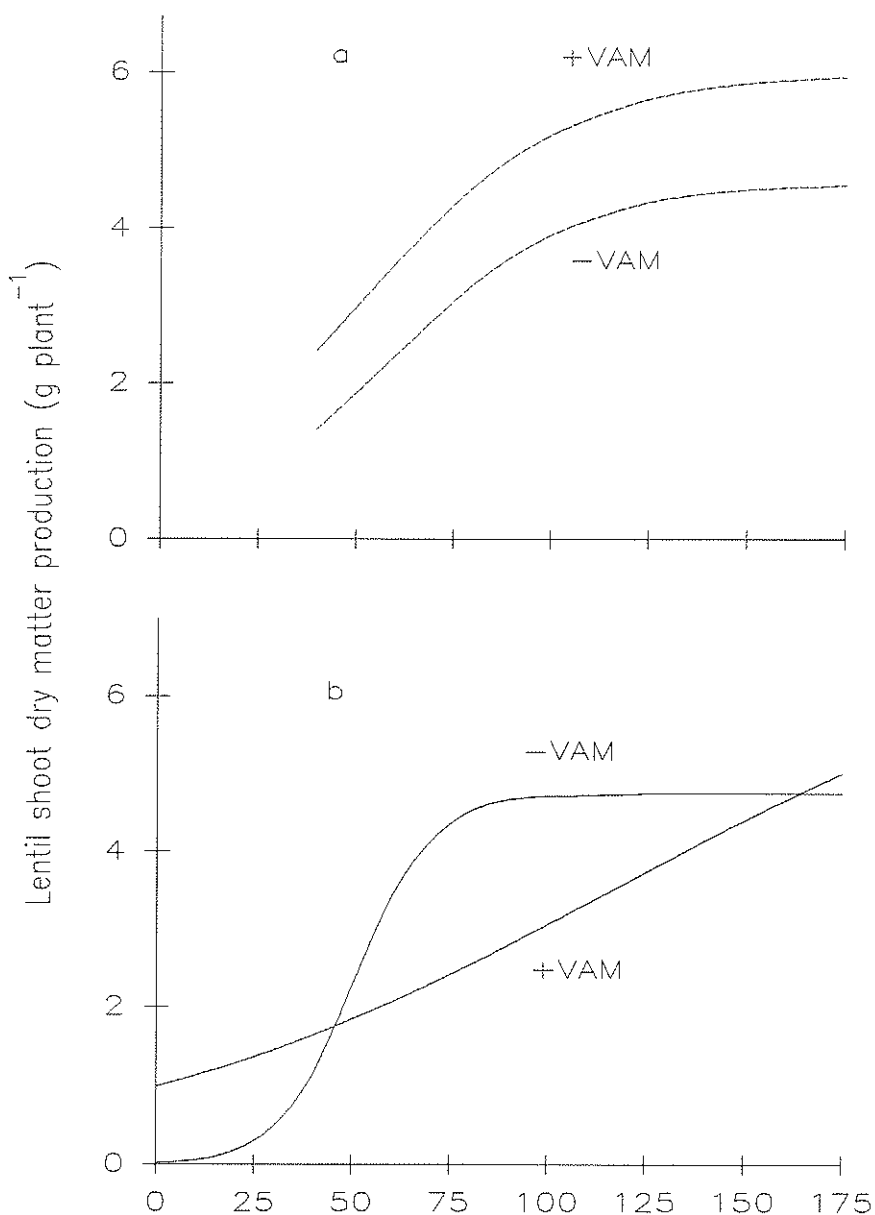 Lentil shoot dry matter production (g plant⁻¹)
a
+VAM
−VAM
6
4
2
0
b
−VAM
+VAM
6
4
2
0
0 25 50 75 100 125 150 175